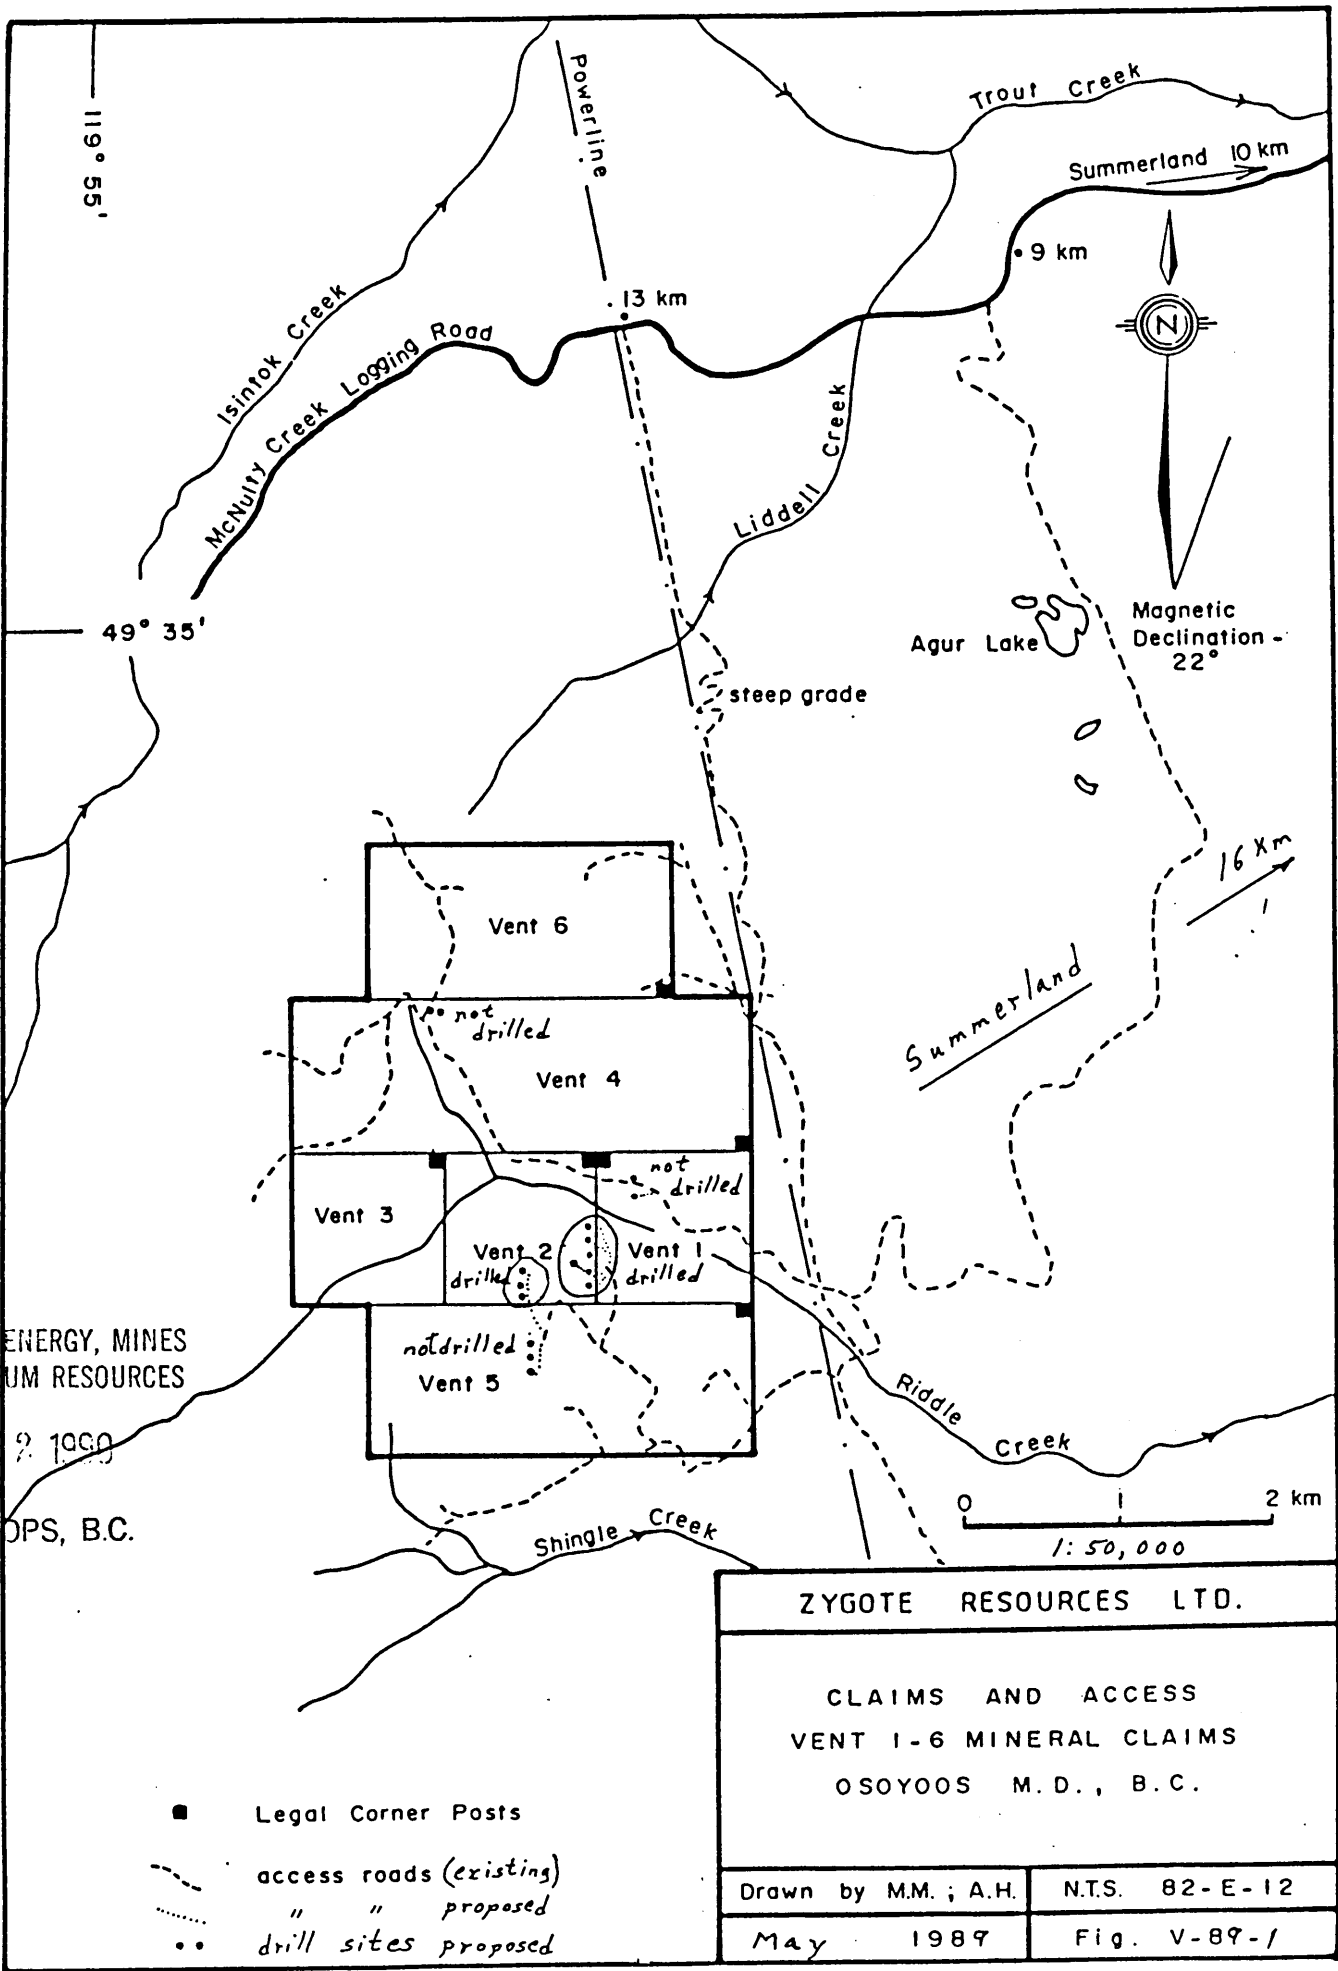 Powerline
Trout Creek
119° 55'
Summerland 10 km
9 km
13 km
N
Isintok Creek
McNulty Creek Logging Road
Liddell Creek
49° 35'
Agur Lake
Magnetic
Declination -
22°
steep grade
16 Km
Vent 6
Summerland
not
drilled
Vent 4
not
drilled
Vent 3
Vent 2
Vent 1
drilled
drilled
ENERGY, MINES
UM RESOURCES
not drilled
Vent 5
Riddle Creek
2 1990
0 1 2 km
OPS, B.C.
Shingle Creek
1:50,000
ZYGOTE RESOURCES LTD.
CLAIMS AND ACCESS
VENT 1-6 MINERAL CLAIMS
OSOYOOS M.D., B.C.
Legal Corner Posts
access roads (existing)
" " proposed
drill sites proposed
Drawn by M.M.; A.H.
N.T.S. 82-E-12
May 1989
Fig. V-89-1